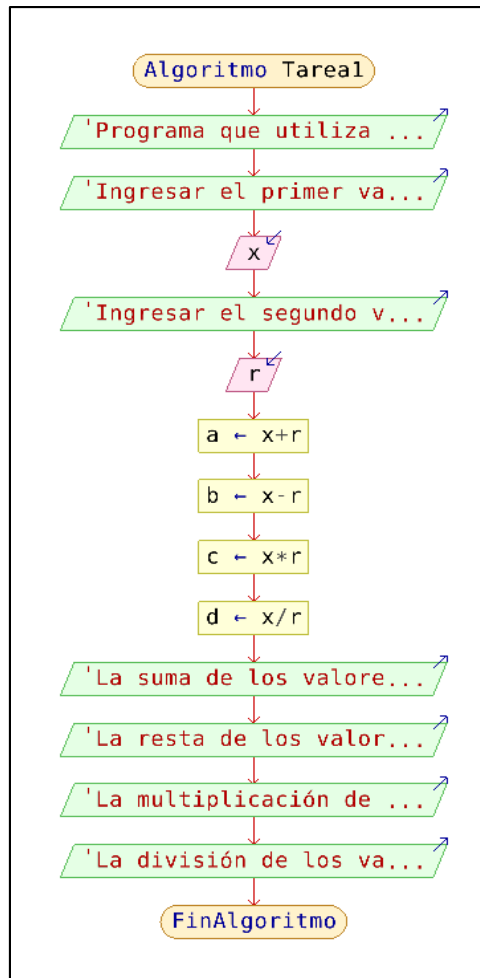 Algoritmo Tarea1
'Programa que utiliza ...
'Ingresar el primer va...
x
'Ingresar el segundo v...
r
a ← x+r
b ← x-r
c ← x*r
d ← x/r
'La suma de los valore...
'La resta de los valor...
'La multiplicación de ...
'La división de los va...
FinAlgoritmo